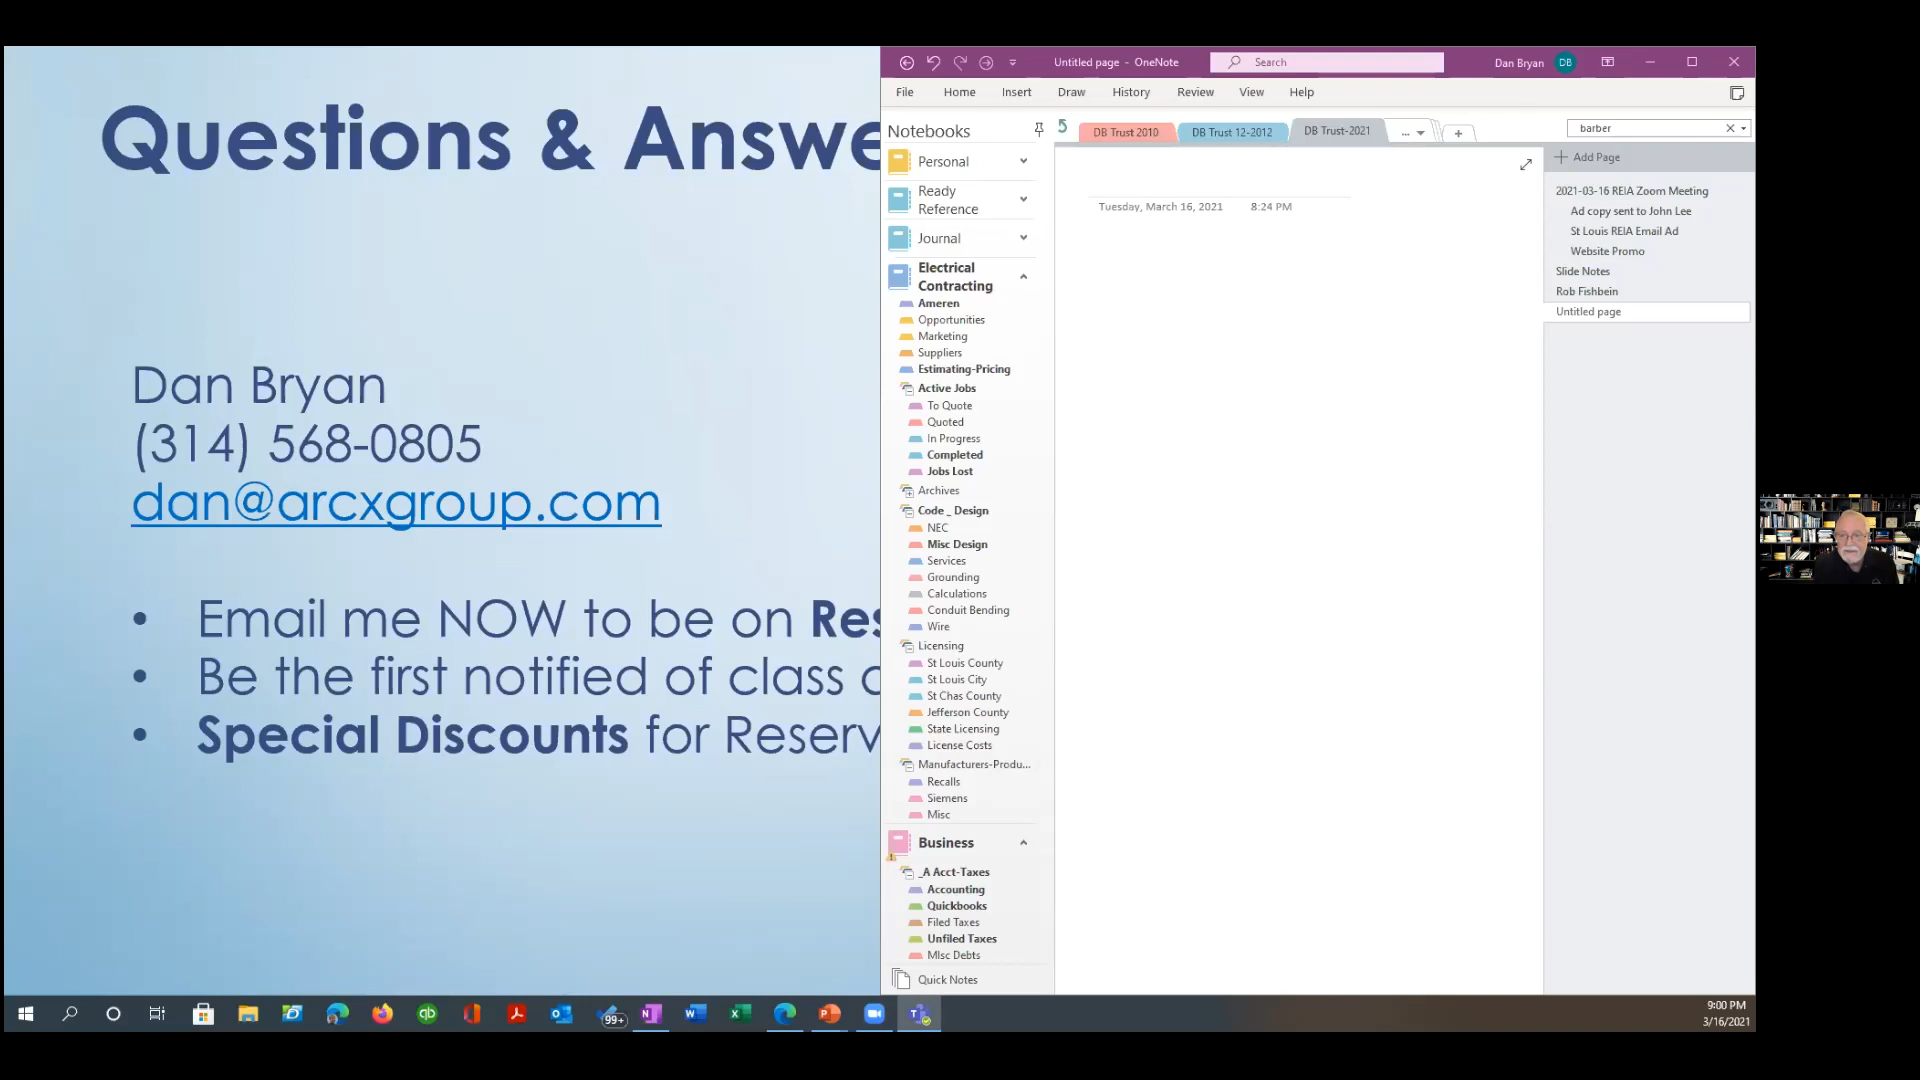 Questions & Answe
Dan Bryan
(314) 568-0805
dan@arcxgroup.com
• Email me NOW to be on Res
• Be the first notified of class
• Special Discounts for Reserv
Untitled page - OneNote
Search
Dan Bryan
DB
File Home Insert Draw History Review View Help
Notebooks
Personal
Ready
Reference
Journal
Electrical
Contracting
Ameren
Opportunities
Marketing
Suppliers
Estimating-Pricing
Active Jobs
To Quote
Quoted
In Progress
Completed
Jobs Lost
Archives
Code _ Design
NEC
Misc Design
Services
Grounding
Calculations
Conduit Bending
Wire
Licensing
St Louis County
St Louis City
St Chas County
Jefferson County
State Licensing
License Costs
Manufacturers-Produ...
Recalls
Siemens
Misc
Business
_A Acct-Taxes
Accounting
Quickbooks
Filed Taxes
Unfiled Taxes
MIsc Debts
Quick Notes
DB Trust 2010
DB Trust 12-2012
DB Trust-2021
...
barber
Tuesday, March 16, 2021 8:24 PM
Add Page
2021-03-16 REIA Zoom Meeting
Ad copy sent to John Lee
St Louis REIA Email Ad
Website Promo
Slide Notes
Rob Fishbein
Untitled page
99+
9:00 PM
3/16/2021